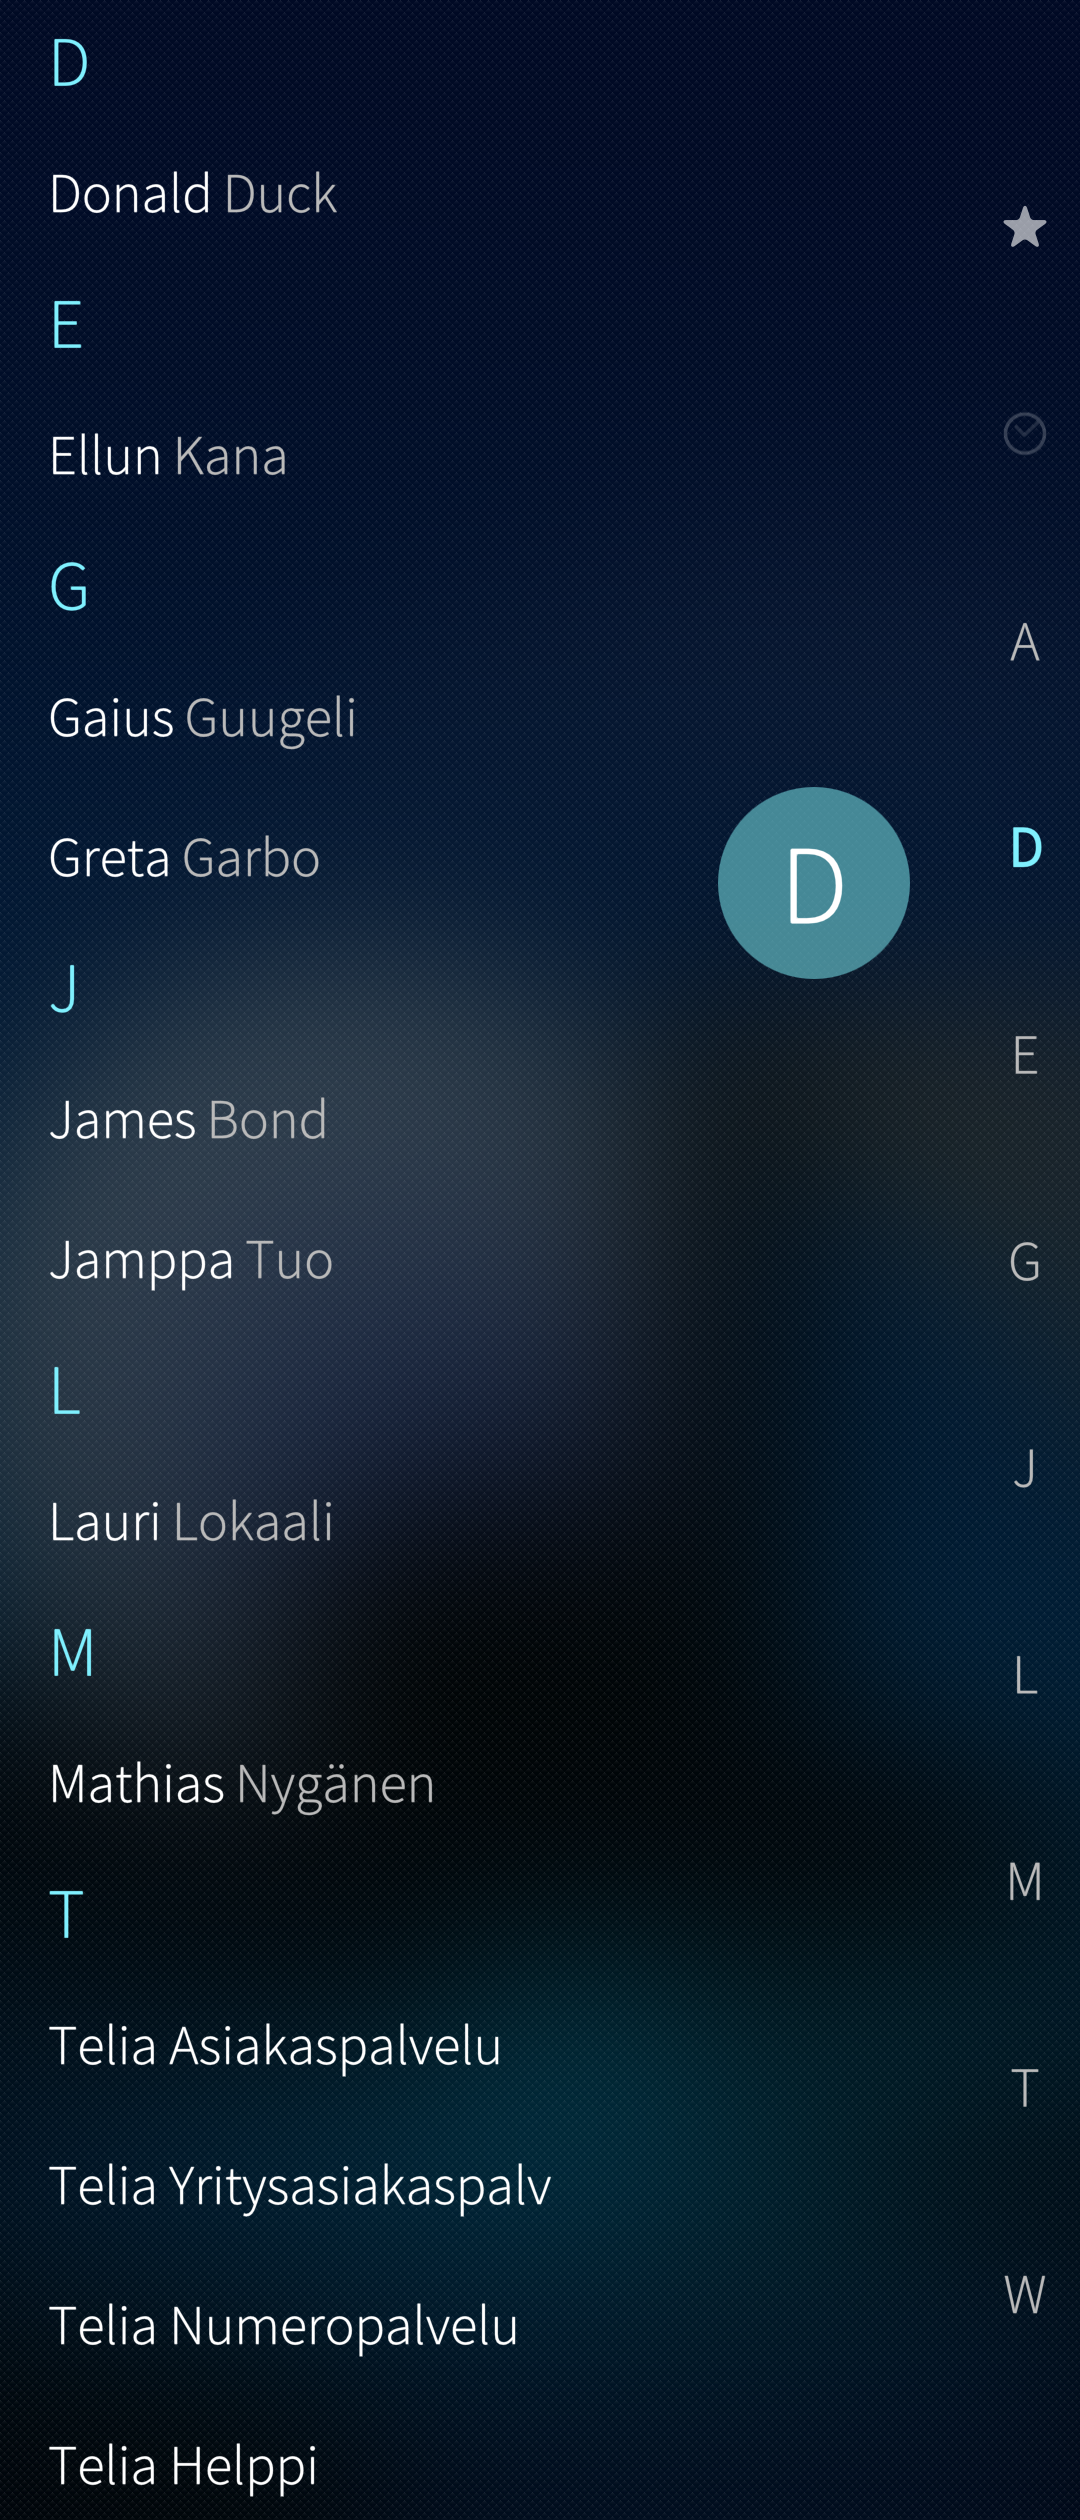 D
Donald Duck
E
Ellun Kana
G
Gaius Guugeli
Greta Garbo
J
James Bond
Jamppa Tuo
L
Lauri Lokaali
M
Mathias Nygänen
T
Telia Asiakaspalvelu
Telia Yritysasiakaspalv
Telia Numeropalvelu
Telia Helppi
D
A
D
E
G
J
L
M
T
W